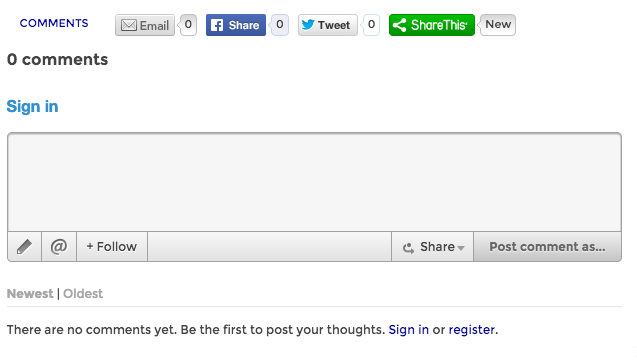 COMMENTS Email 0 Share 0 Tweet 0 ShareThis New
0 comments
Sign in
@ + Follow Share Post comment as...
Newest | Oldest
There are no comments yet. Be the first to post your thoughts. Sign in or register.